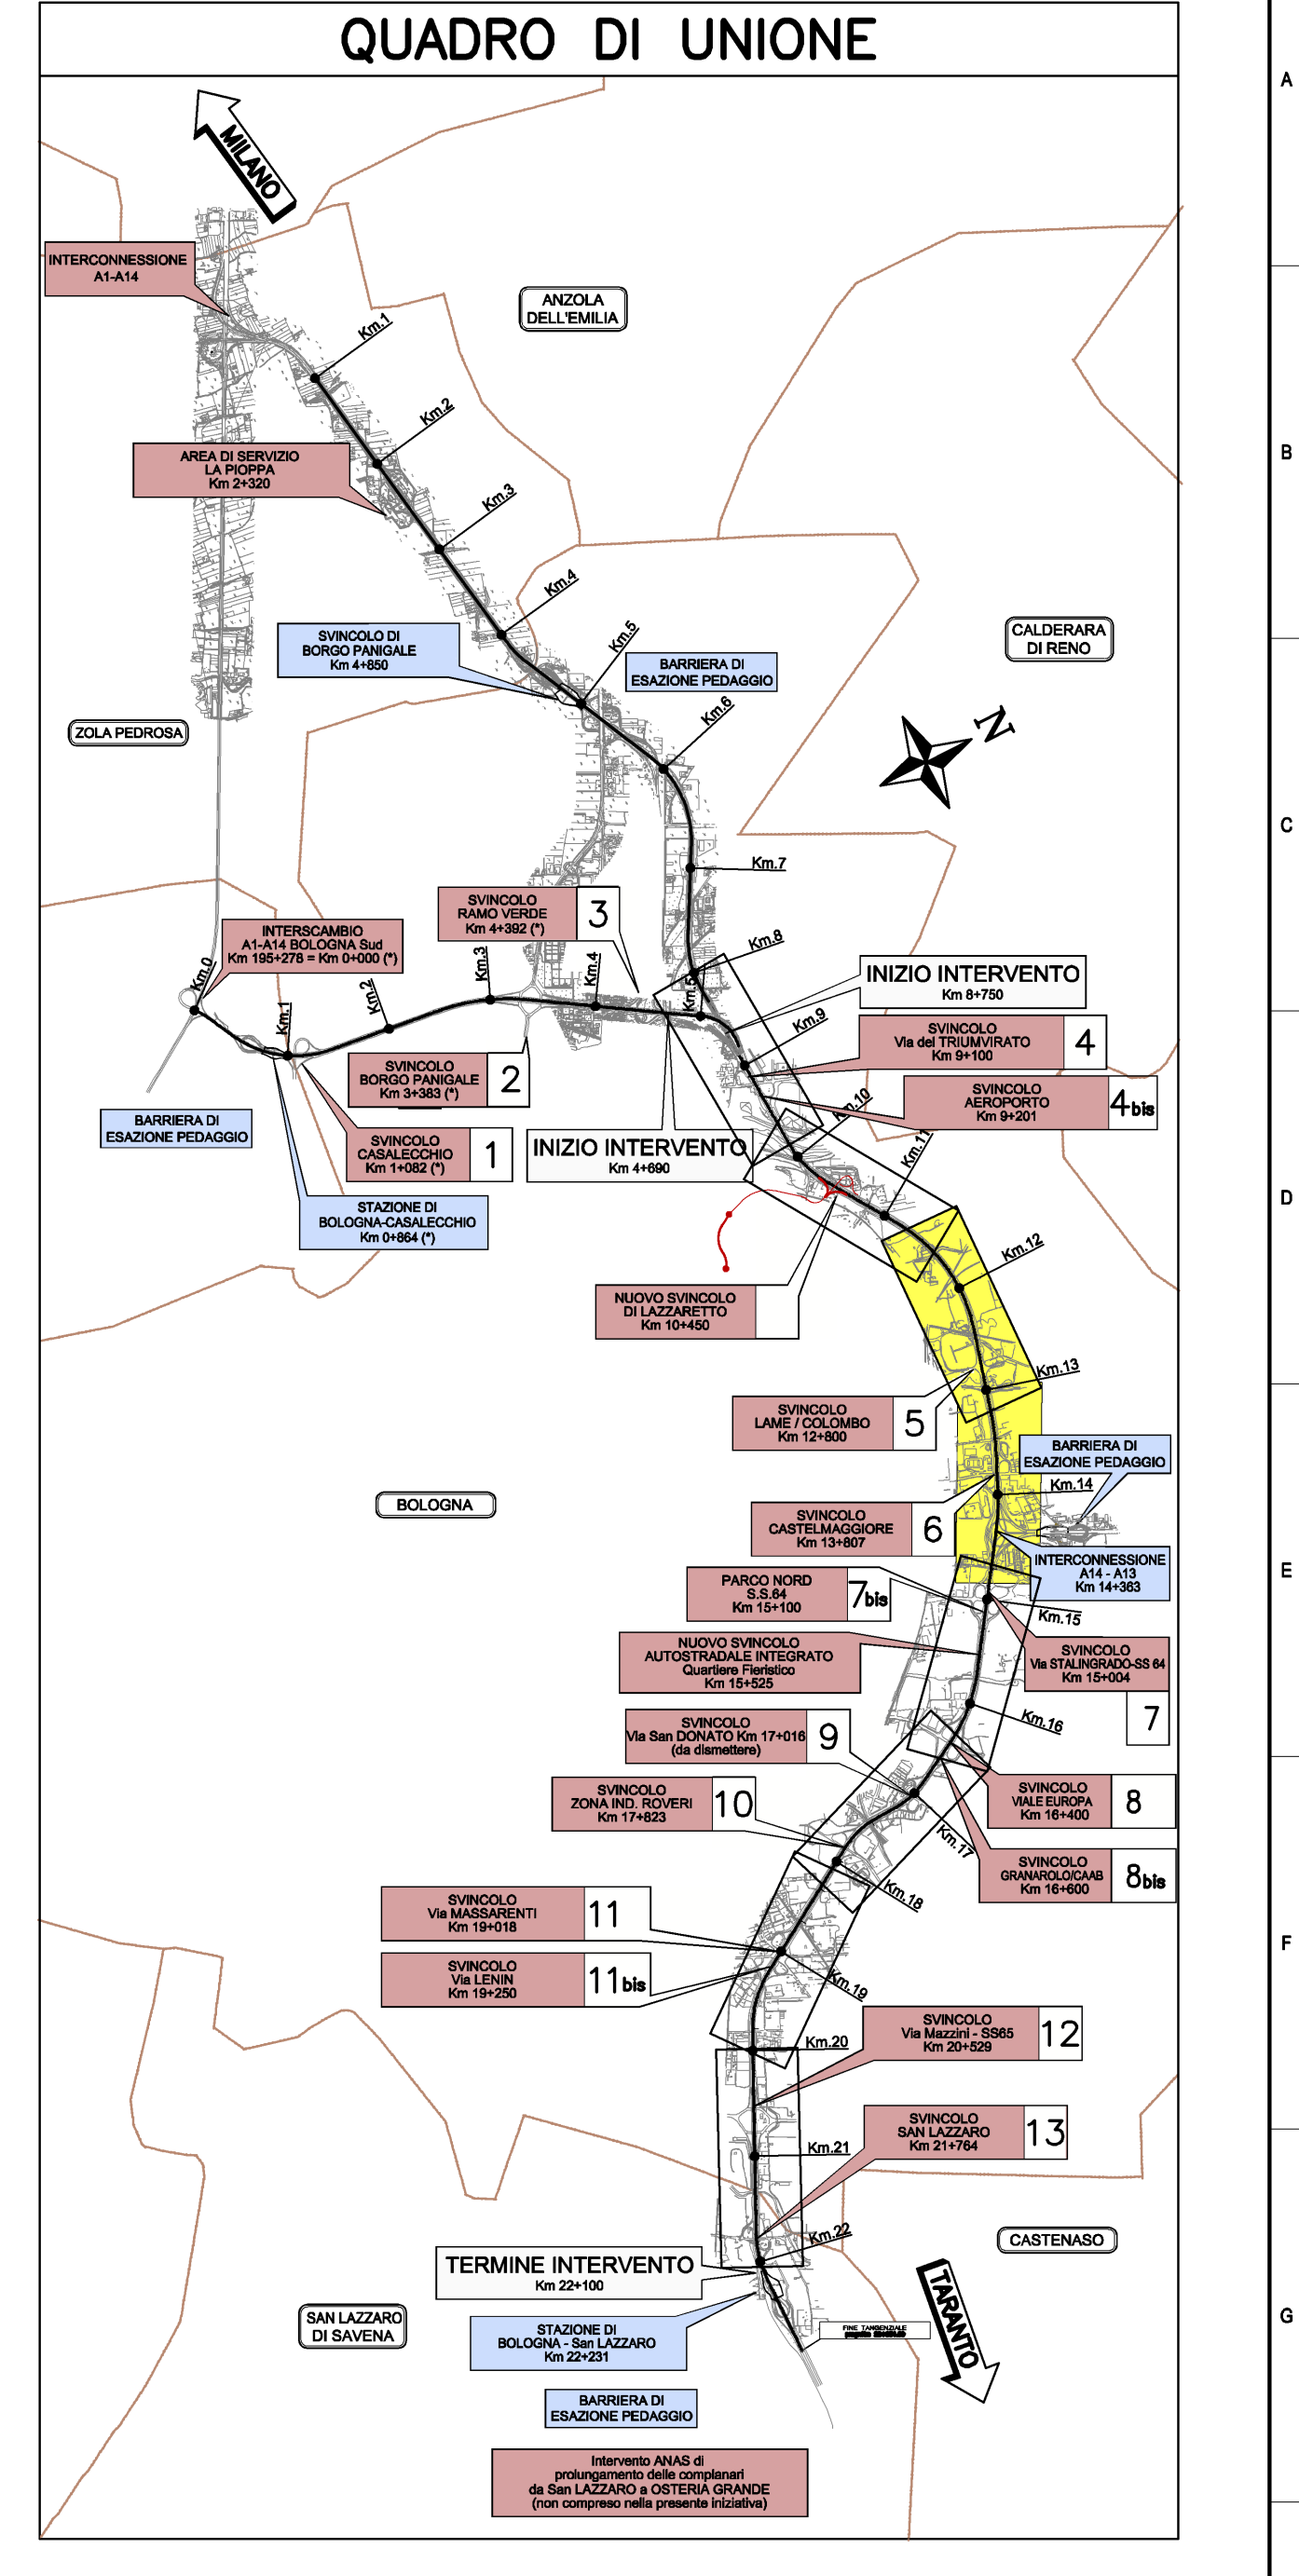 QUADRO DI UNIONE
A
MILANO
INTERCONNESSIONE
A1-A14
ANZOLA
DELL'EMILIA
Km.1
Km.2
B
AREA DI SERVIZIO
LA PIOPPA
Km 2+320
Km.3
Km.4
SVINCOLO DI
BORGO PANIGALE
Km 4+850
Km.5
BARRIERA DI
ESAZIONE PEDAGGIO
CALDERARA
DI RENO
Km.6
ZOLA PEDROSA
N
C
Km.7
SVINCOLO
RAMO VERDE
Km 4+392 (*)
3
INTERSCAMBIO
A1-A14 BOLOGNA Sud
Km 195+278 = Km 0+000 (*)
Km.0
Km.1
Km.2
Km.3
Km.4
Km.5
Km.8
INIZIO INTERVENTO
Km 8+750
Km.9
SVINCOLO
Via del TRIUMVIRATO
Km 9+100
4
SVINCOLO
BORGO PANIGALE
Km 3+383 (*)
2
SVINCOLO
AEROPORTO
Km 9+201
4bis
Km.10
BARRIERA DI
ESAZIONE PEDAGGIO
SVINCOLO
CASALECCHIO
Km 1+082 (*)
1
INIZIO INTERVENTO
Km 4+690
Km.11
D
STAZIONE DI
BOLOGNA-CASALECCHIO
Km 0+864 (*)
Km.12
NUOVO SVINCOLO
DI LAZZARETTO
Km 10+450
Km.13
SVINCOLO
LAME / COLOMBO
Km 12+800
5
BARRIERA DI
ESAZIONE PEDAGGIO
Km.14
BOLOGNA
SVINCOLO
CASTELMAGGIORE
Km 13+807
6
INTERCONNESSIONE
A14 - A13
Km 14+363
E
PARCO NORD
S.S.64
Km 15+100
7bis
Km.15
NUOVO SVINCOLO
AUTOSTRADALE INTEGRATO
Quartiere Fieristico
Km 15+525
SVINCOLO
Via STALINGRADO-SS 64
Km 15+004
7
Km.16
SVINCOLO
Via San DONATO Km 17+016
(da dismettere)
9
SVINCOLO
ZONA IND. ROVERI
Km 17+823
10
SVINCOLO
VIALE EUROPA
Km 16+400
8
Km.17
SVINCOLO
GRANAROLO/CAAB
Km 16+600
8bis
Km.18
SVINCOLO
Via MASSARENTI
Km 19+018
11
F
SVINCOLO
Via LENIN
Km 19+250
11bis
Km.19
SVINCOLO
Via Mazzini - SS65
Km 20+529
12
Km.20
SVINCOLO
SAN LAZZARO
Km 21+764
13
Km.21
Km.22
CASTENASO
TERMINE INTERVENTO
Km 22+100
TARANTO
SAN LAZZARO
DI SAVENA
G
STAZIONE DI
BOLOGNA - San LAZZARO
Km 22+231
FINE TANGENZIALE
BARRIERA DI
ESAZIONE PEDAGGIO
Intervento ANAS di
prolungamento delle complanari
da San LAZZARO a OSTERIA GRANDE
(non compreso nella presente iniziativa)